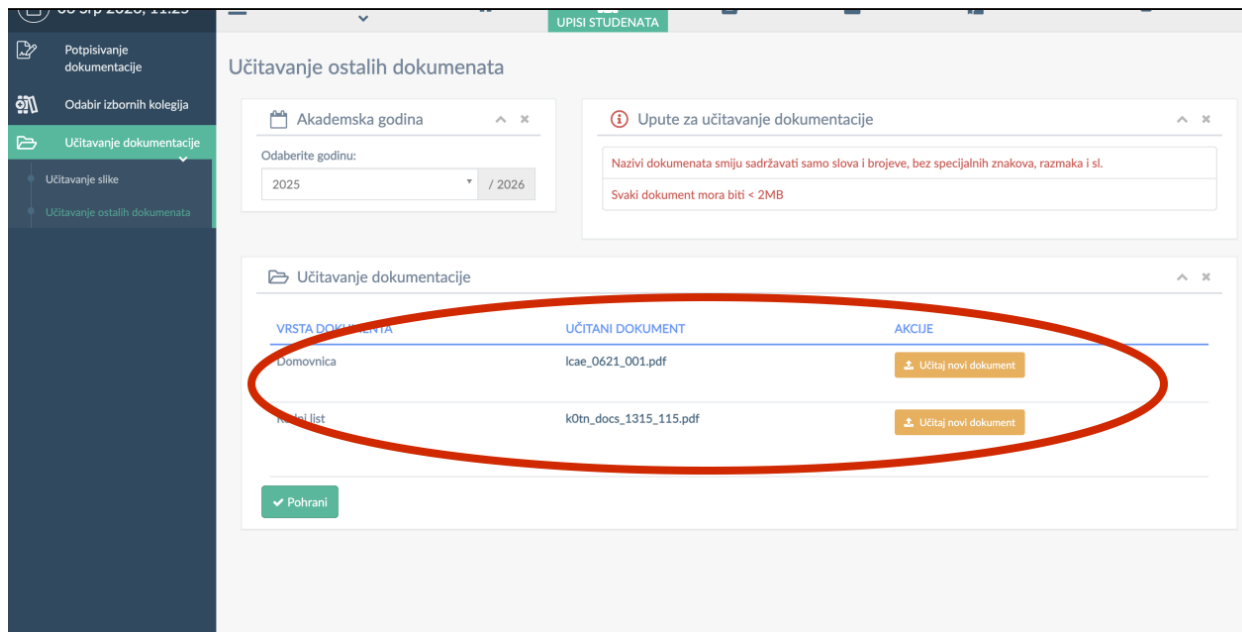 UPISI STUDENATA
Potpisivanje
dokumentacije
Odabir izbornih kolegija
Učitavanje dokumentacije
Učitavanje slike
Učitavanje ostalih dokumenata
Učitavanje ostalih dokumenata
Akademska godina
Odaberite godinu:
2025 / 2026
Upute za učitavanje dokumentacije
Nazivi dokumenata smiju sadržavati samo slova i brojeve, bez specijalnih znakova, razmaka i sl.
Svaki dokument mora biti < 2MB
Učitavanje dokumentacije
VRSTA DOKUMENTA UČITANI DOKUMENT AKCIJE
Domovnica lcae_0621_001.pdf Učitaj novi dokument
list k0tn_docs_1315_115.pdf Učitaj novi dokument
Pohrani